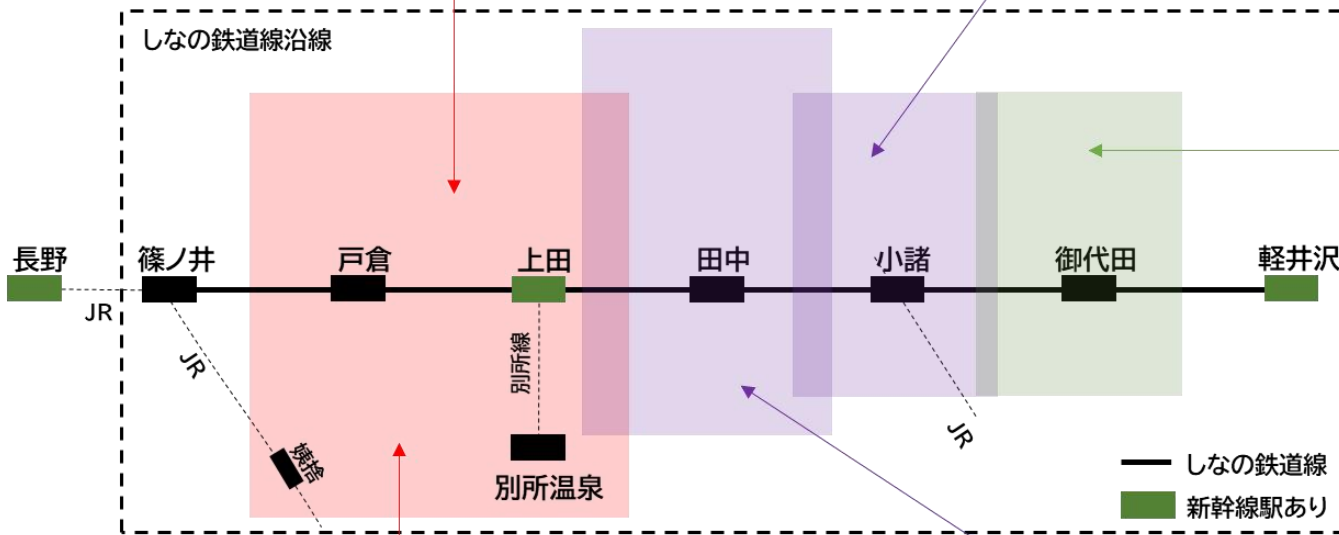 しなの鉄道線沿線
長野
篠ノ井
戸倉
上田
田中
小諸
御代田
軽井沢
JR
JR
別所線
JR
姨捨
別所温泉
しなの鉄道線
新幹線駅あり